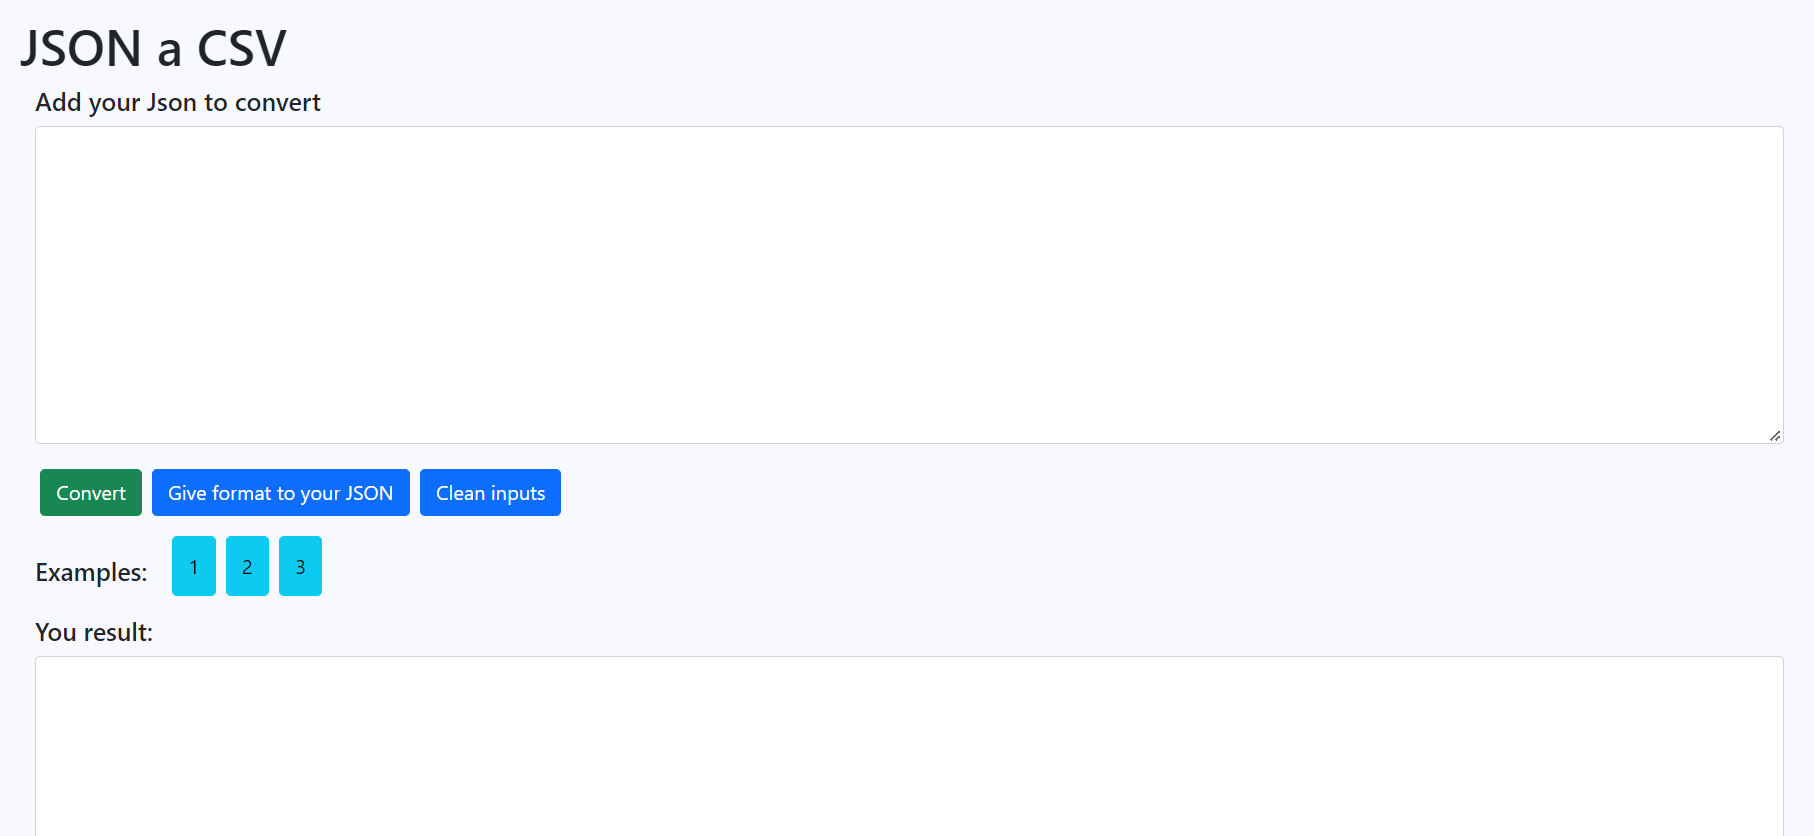 JSON a CSV
Add your Json to convert
Convert Give format to your JSON Clean inputs
Examples: 1 2 3
You result: